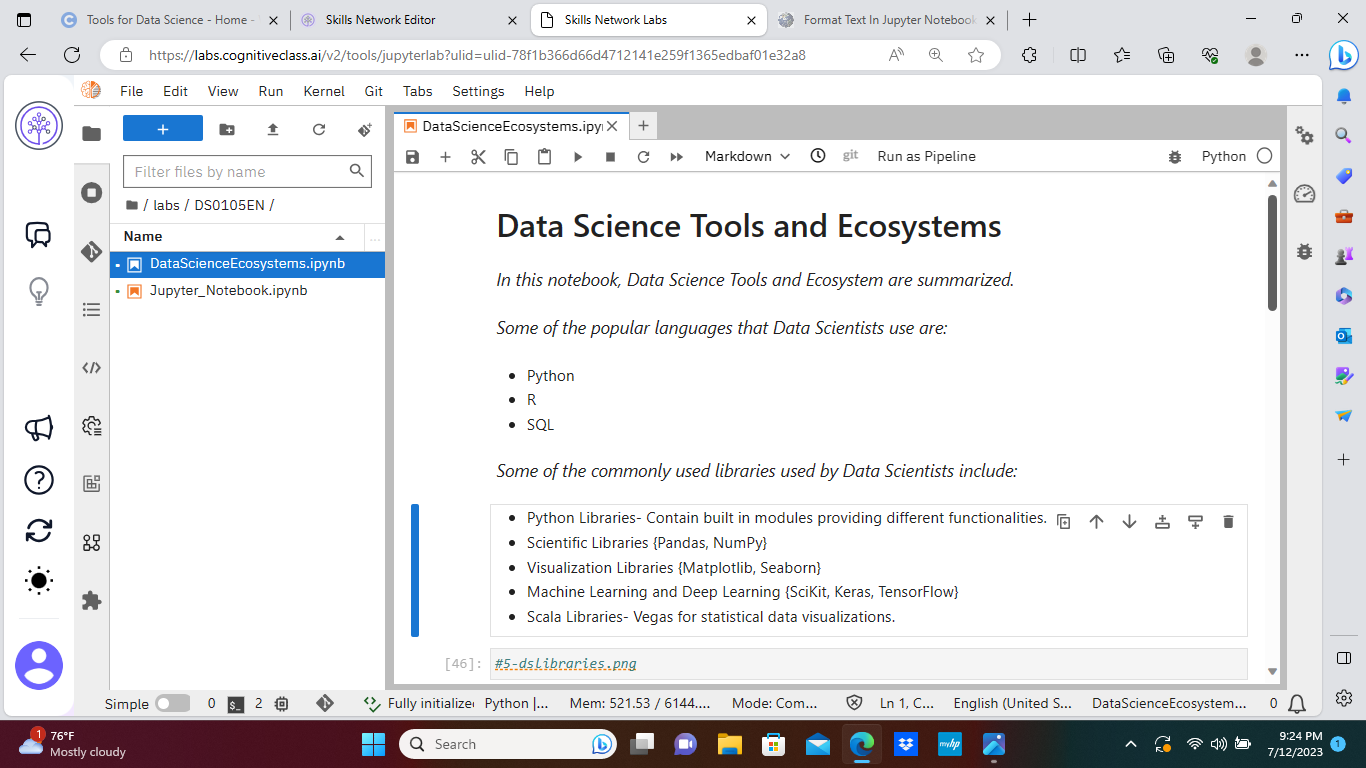 Tools for Data Science - Home -
Skills Network Editor
Skills Network Labs
Format Text In Jupyter Notebook
https://labs.cognitiveclass.ai/v2/tools/jupyterlab?ulid=ulid-78f1b366d66d4712141e259f1365edbaf01e32a8
File Edit View Run Kernel Git Tabs Settings Help
DataScienceEcosystems.ipyn
Markdown
git
Run as Pipeline
Python
Filter files by name
/ labs / DS0105EN /
Name
DataScienceEcosystems.ipynb
Jupyter_Notebook.ipynb
Data Science Tools and Ecosystems
In this notebook, Data Science Tools and Ecosystem are summarized.
Some of the popular languages that Data Scientists use are:
Python
R
SQL
Some of the commonly used libraries used by Data Scientists include:
Python Libraries- Contain built in modules providing different functionalities.
Scientific Libraries {Pandas, NumPy}
Visualization Libraries {Matplotlib, Seaborn}
Machine Learning and Deep Learning {SciKit, Keras, TensorFlow}
Scala Libraries- Vegas for statistical data visualizations.
[46]: #5-dslibraries.png
Simple 0 2 Fully initialized Python |... Mem: 521.53 / 6144.... Mode: Com... Ln 1, C... English (United S... DataScienceEcosystem... 0
1
76°F
Mostly cloudy
Search
myhp
9:24 PM
7/12/2023
1